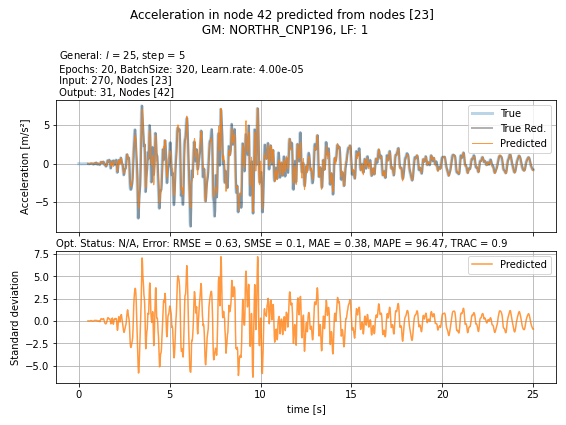 Acceleration in node 42 predicted from nodes [23]
GM: NORTHR_CNP196, LF: 1
General: l = 25, step = 5
Epochs: 20, BatchSize: 320, Learn.rate: 4.00e-05
Input: 270, Nodes [23]
Output: 31, Nodes [42]
Acceleration [m/s²]
5
0
−5
True
True Red.
Predicted
Opt. Status: N/A, Error: RMSE = 0.63, SMSE = 0.1, MAE = 0.38, MAPE = 96.47, TRAC = 0.9
Standard deviation
7.5
5.0
2.5
0.0
−2.5
−5.0
Predicted
0 5 10 15 20 25
time [s]